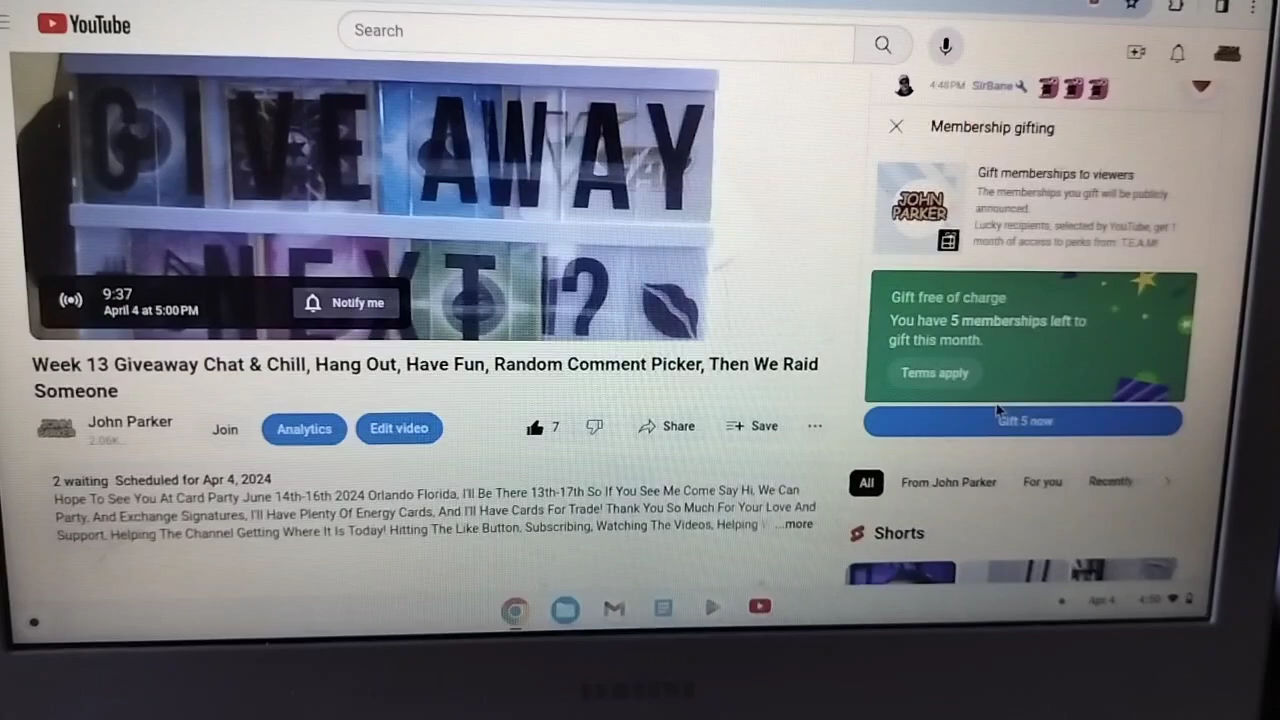 YouTube
Search
GIVE AWAY
NEXT !?
9:37
April 4 at 5:00 PM
Notify me
Week 13 Giveaway Chat & Chill, Hang Out, Have Fun, Random Comment Picker, Then We Raid
Someone
John Parker
2.06K
Join
Analytics
Edit video
7
Share
Save
2 waiting Scheduled for Apr 4, 2024
Hope To See You At Card Party June 14th-16th 2024 Orlando Florida, I'll Be There 13th-17th So If You See Me Come Say Hi, We Can
Party, And Exchange Signatures, I'll Have Plenty Of Energy Cards, And I'll Have Cards For Trade! Thank You So Much For Your Love And
Support, Helping The Channel Getting Where It Is Today! Hitting The Like Button, Subscribing, Watching The Videos, Helping ...more
4:48 PM SirBane
Membership gifting
JOHN
PARKER
Gift memberships to viewers
The memberships you gift will be publicly
announced.
Lucky recipients, selected by YouTube, get 1
month of access to perks from: T.E.A.M!
Gift free of charge
You have 5 memberships left to
gift this month.
Terms apply
Gift 5 now
All
From John Parker
For you
Recently
Shorts
Apr 4
4:50
SAMSUNG